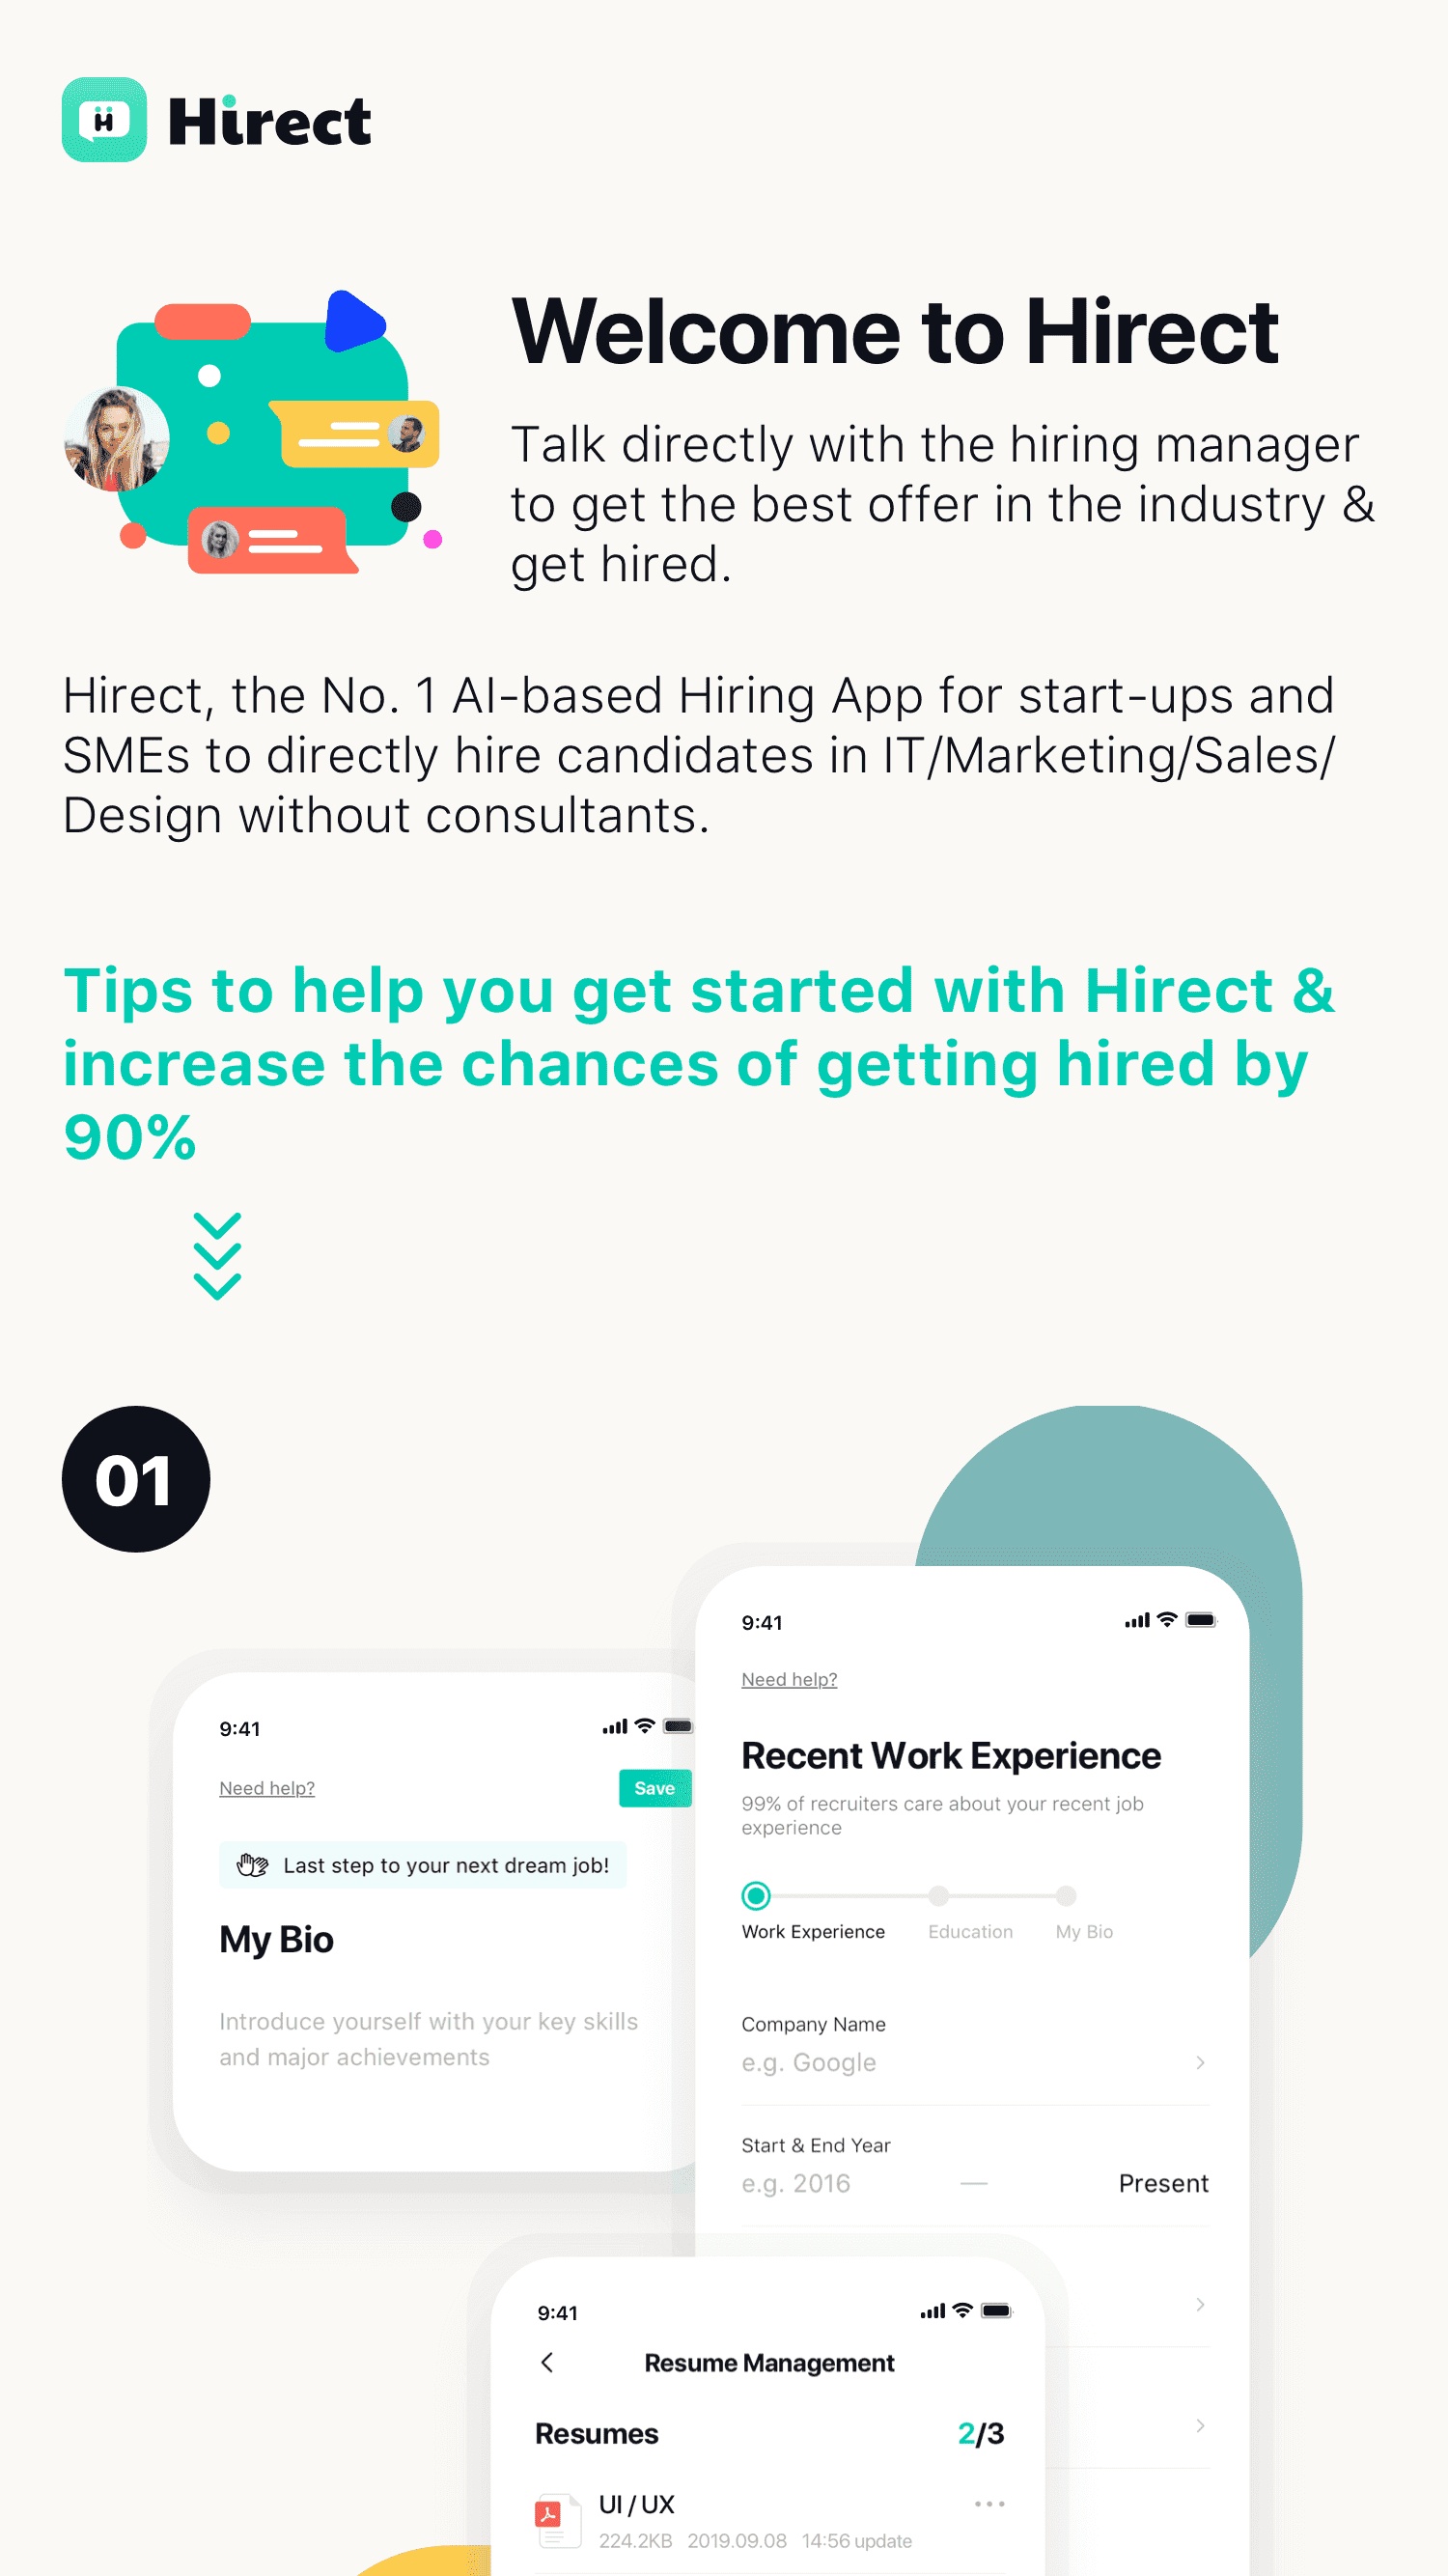 Hirect
Welcome to Hirect
Talk directly with the hiring manager
to get the best offer in the industry &
get hired.
Hirect, the No. 1 AI-based Hiring App for start-ups and
SMEs to directly hire candidates in IT/Marketing/Sales/
Design without consultants.
Tips to help you get started with Hirect &
increase the chances of getting hired by
90%
01
9:41
Need help?
Save
Last step to your next dream job!
My Bio
Introduce yourself with your key skills
and major achievements
9:41
Need help?
Recent Work Experience
99% of recruiters care about your recent job
experience
Work Experience Education My Bio
Company Name
e.g. Google
Start & End Year
e.g. 2016 — Present
9:41
Resume Management
Resumes 2/3
UI / UX
224.2KB 2019.09.08 14:56 update